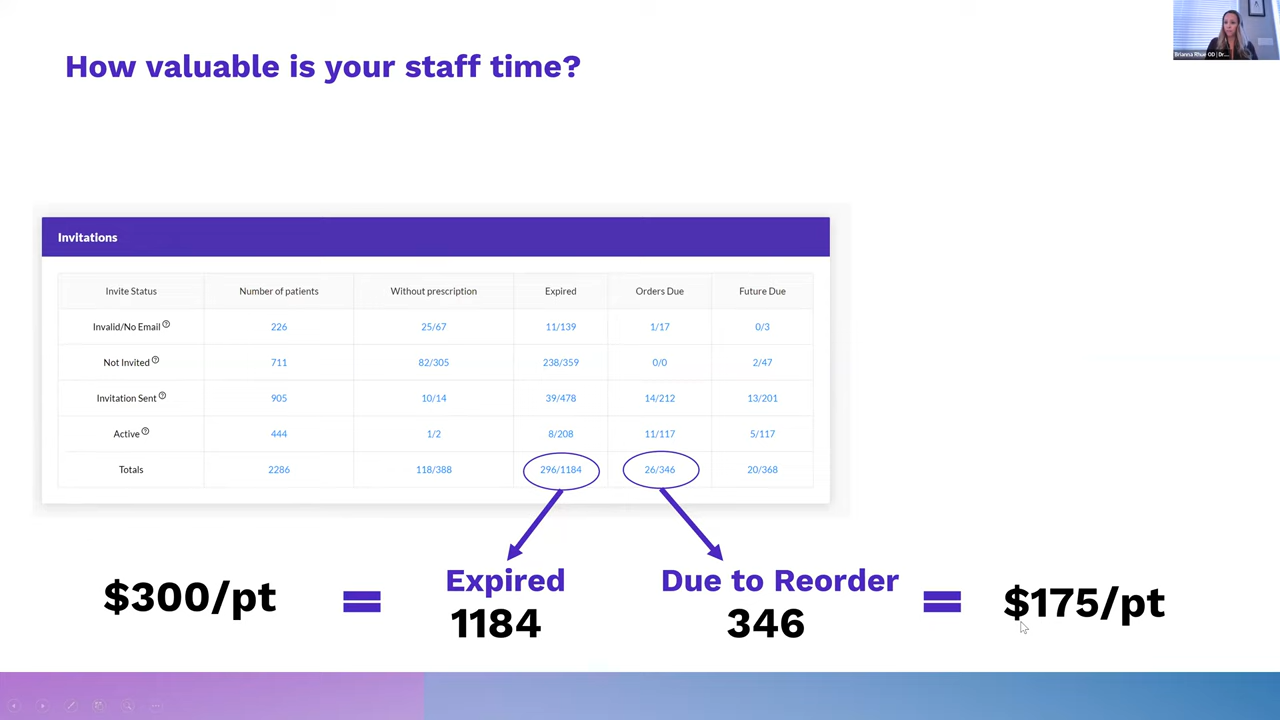 How valuable is your staff time?
Brianna Rhue OD | Dr...
Invitations
Invite Status Number of patients Without prescription Expired Orders Due Future Due
Invalid/No Email 226 25/67 11/139 1/17 0/3
Not Invited 711 82/305 238/359 0/0 2/47
Invitation Sent 905 10/14 39/478 14/212 13/201
Active 444 1/2 8/208 11/117 5/117
Totals 2286 118/388 296/1184 26/346 20/368
Expired Due to Reorder
$300/pt = 1184 346 = $175/pt